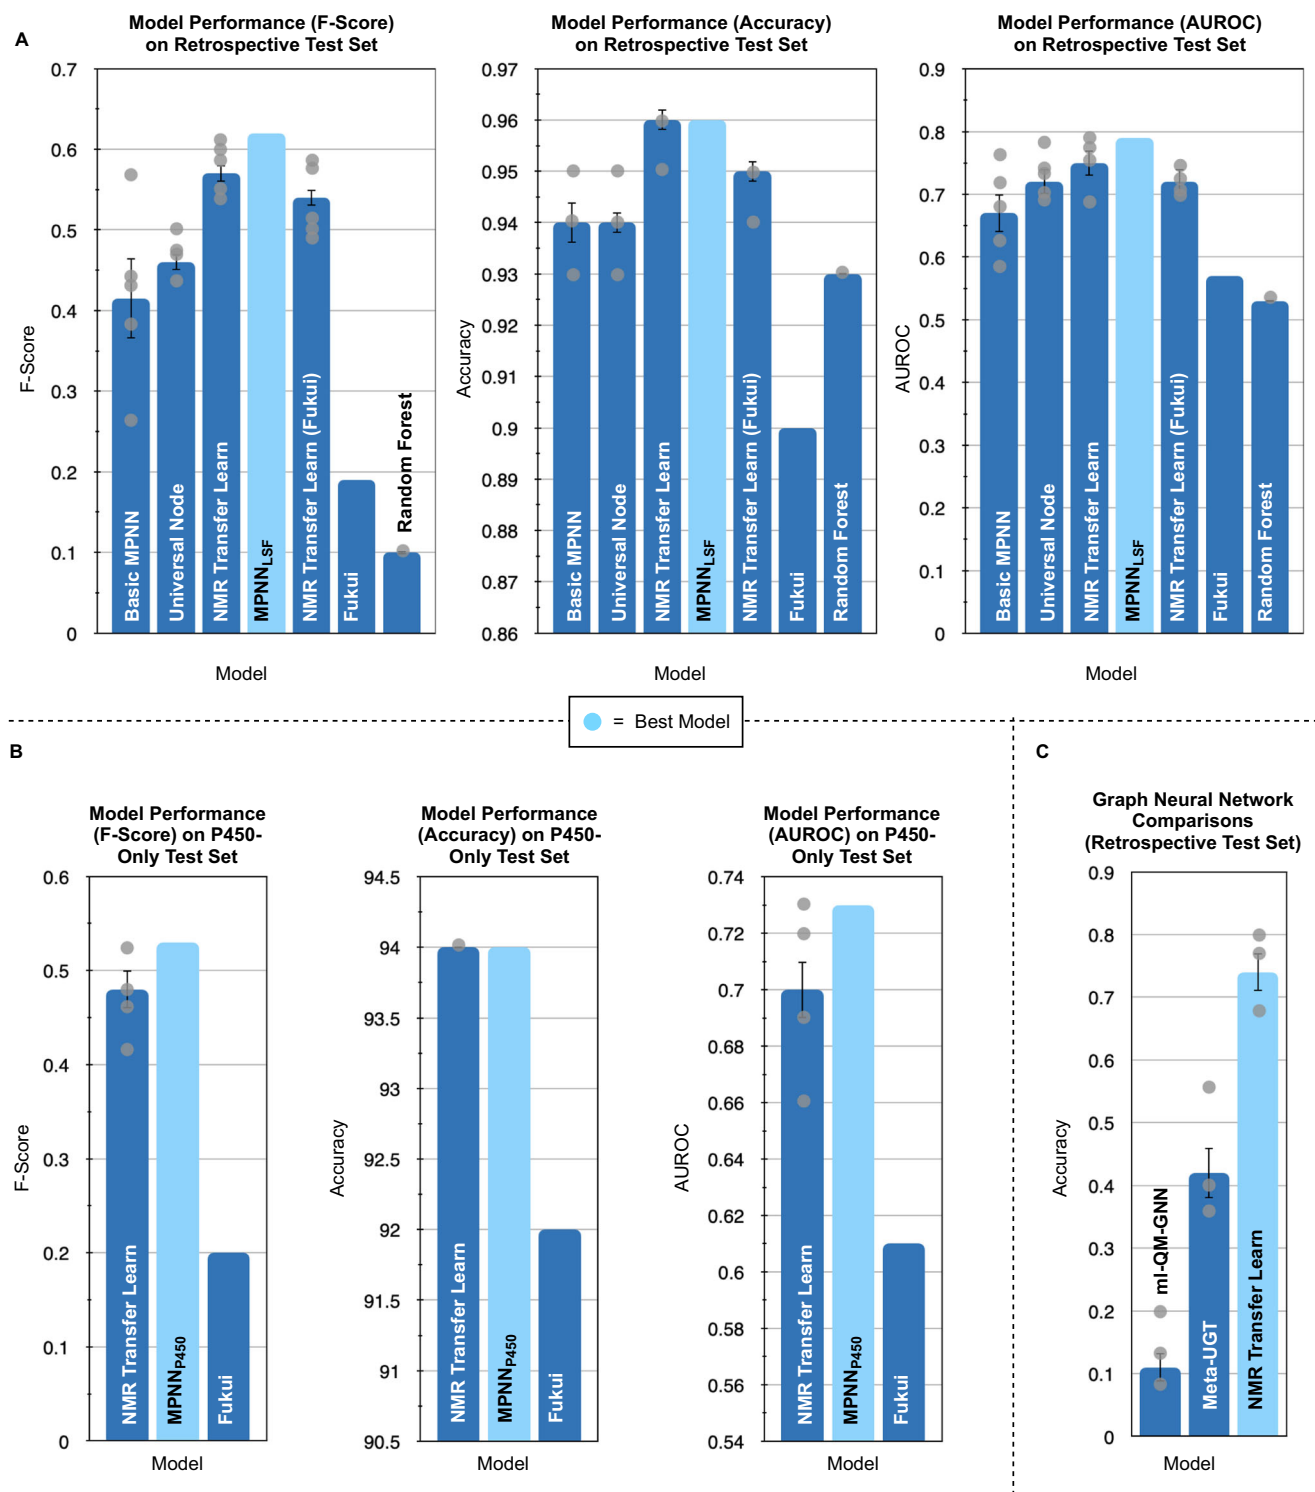 A
Model Performance (F-Score)
on Retrospective Test Set
0.7
0.6
0.5
0.4
0.3
0.2
0.1
0
F-Score
Basic MPNN
Universal Node
NMR Transfer Learn
MPNN_LSF
NMR Transfer Learn (Fukui)
Fukui
Random Forest
Model
Model Performance (Accuracy)
on Retrospective Test Set
0.97
0.96
0.95
0.94
0.93
0.92
0.91
0.9
0.89
0.88
0.87
0.86
Accuracy
Basic MPNN
Universal Node
NMR Transfer Learn
MPNN_LSF
NMR Transfer Learn (Fukui)
Fukui
Random Forest
Model
Model Performance (AUROC)
on Retrospective Test Set
0.9
0.8
0.7
0.6
0.5
0.4
0.3
0.2
0.1
0
AUROC
Basic MPNN
Universal Node
NMR Transfer Learn
MPNN_LSF
NMR Transfer Learn (Fukui)
Fukui
Random Forest
Model
= Best Model
B
Model Performance
(F-Score) on P450-
Only Test Set
0.6
0.5
0.4
0.3
0.2
0.1
0
F-Score
NMR Transfer Learn
MPNN_P450
Fukui
Model
Model Performance
(Accuracy) on P450-
Only Test Set
94.5
94
93.5
93
92.5
92
91.5
91
90.5
Accuracy
NMR Transfer Learn
MPNN_P450
Fukui
Model
Model Performance
(AUROC) on P450-
Only Test Set
0.74
0.72
0.7
0.68
0.66
0.64
0.62
0.6
0.58
0.56
0.54
AUROC
NMR Transfer Learn
MPNN_P450
Fukui
Model
C
Graph Neural Network
Comparisons
(Retrospective Test Set)
0.9
0.8
0.7
0.6
0.5
0.4
0.3
0.2
0.1
0
Accuracy
ml-QM-GNN
Meta-UGT
NMR Transfer Learn
Model